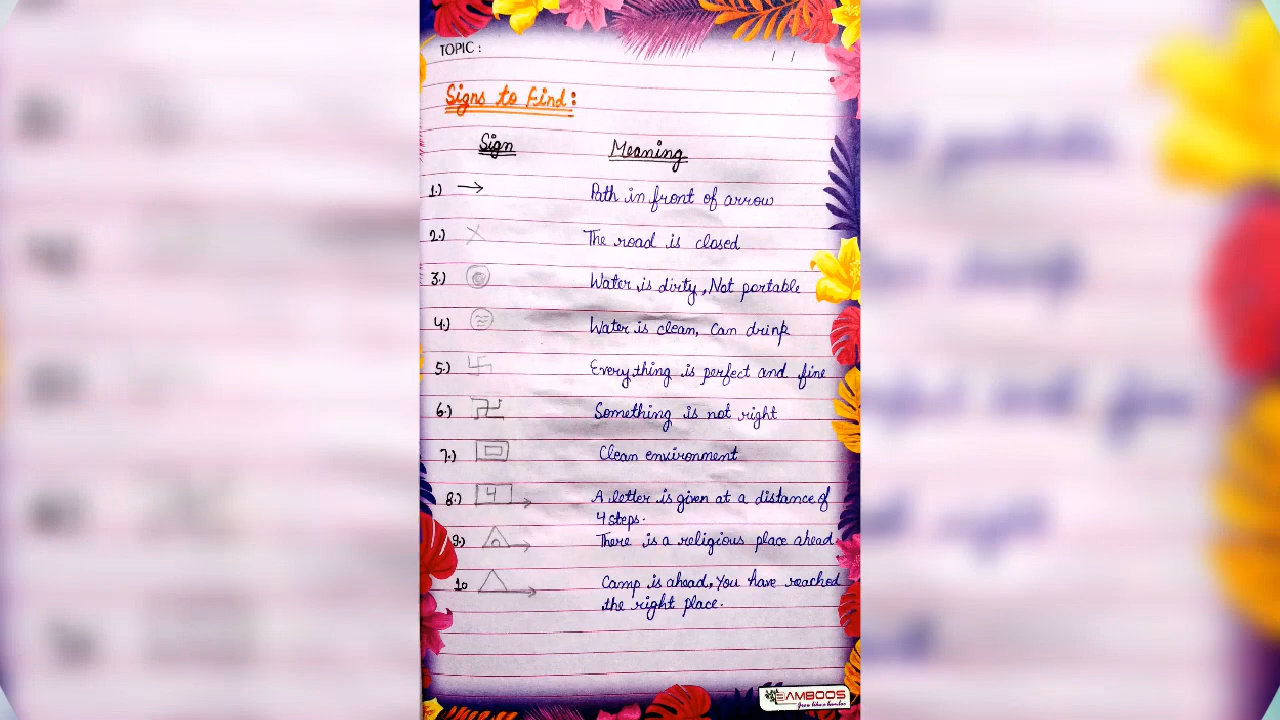 TOPIC :
/ /
Signs to Find:
Sign Meaning
1.) → Path in front of arrow
2.) The road is closed
3.) Water is dirty, Not portable
4.) Water is clean, Can drink
5.) Everything is perfect and fine
6.) Something is not right
7.) Clean environment
8.) 4 A letter is given at a distance of
4 steps.
9.) There is a religious place ahead.
10 Camp is ahead, You have reached
the right place.
BAMBOOS
Grow like a Bamboo